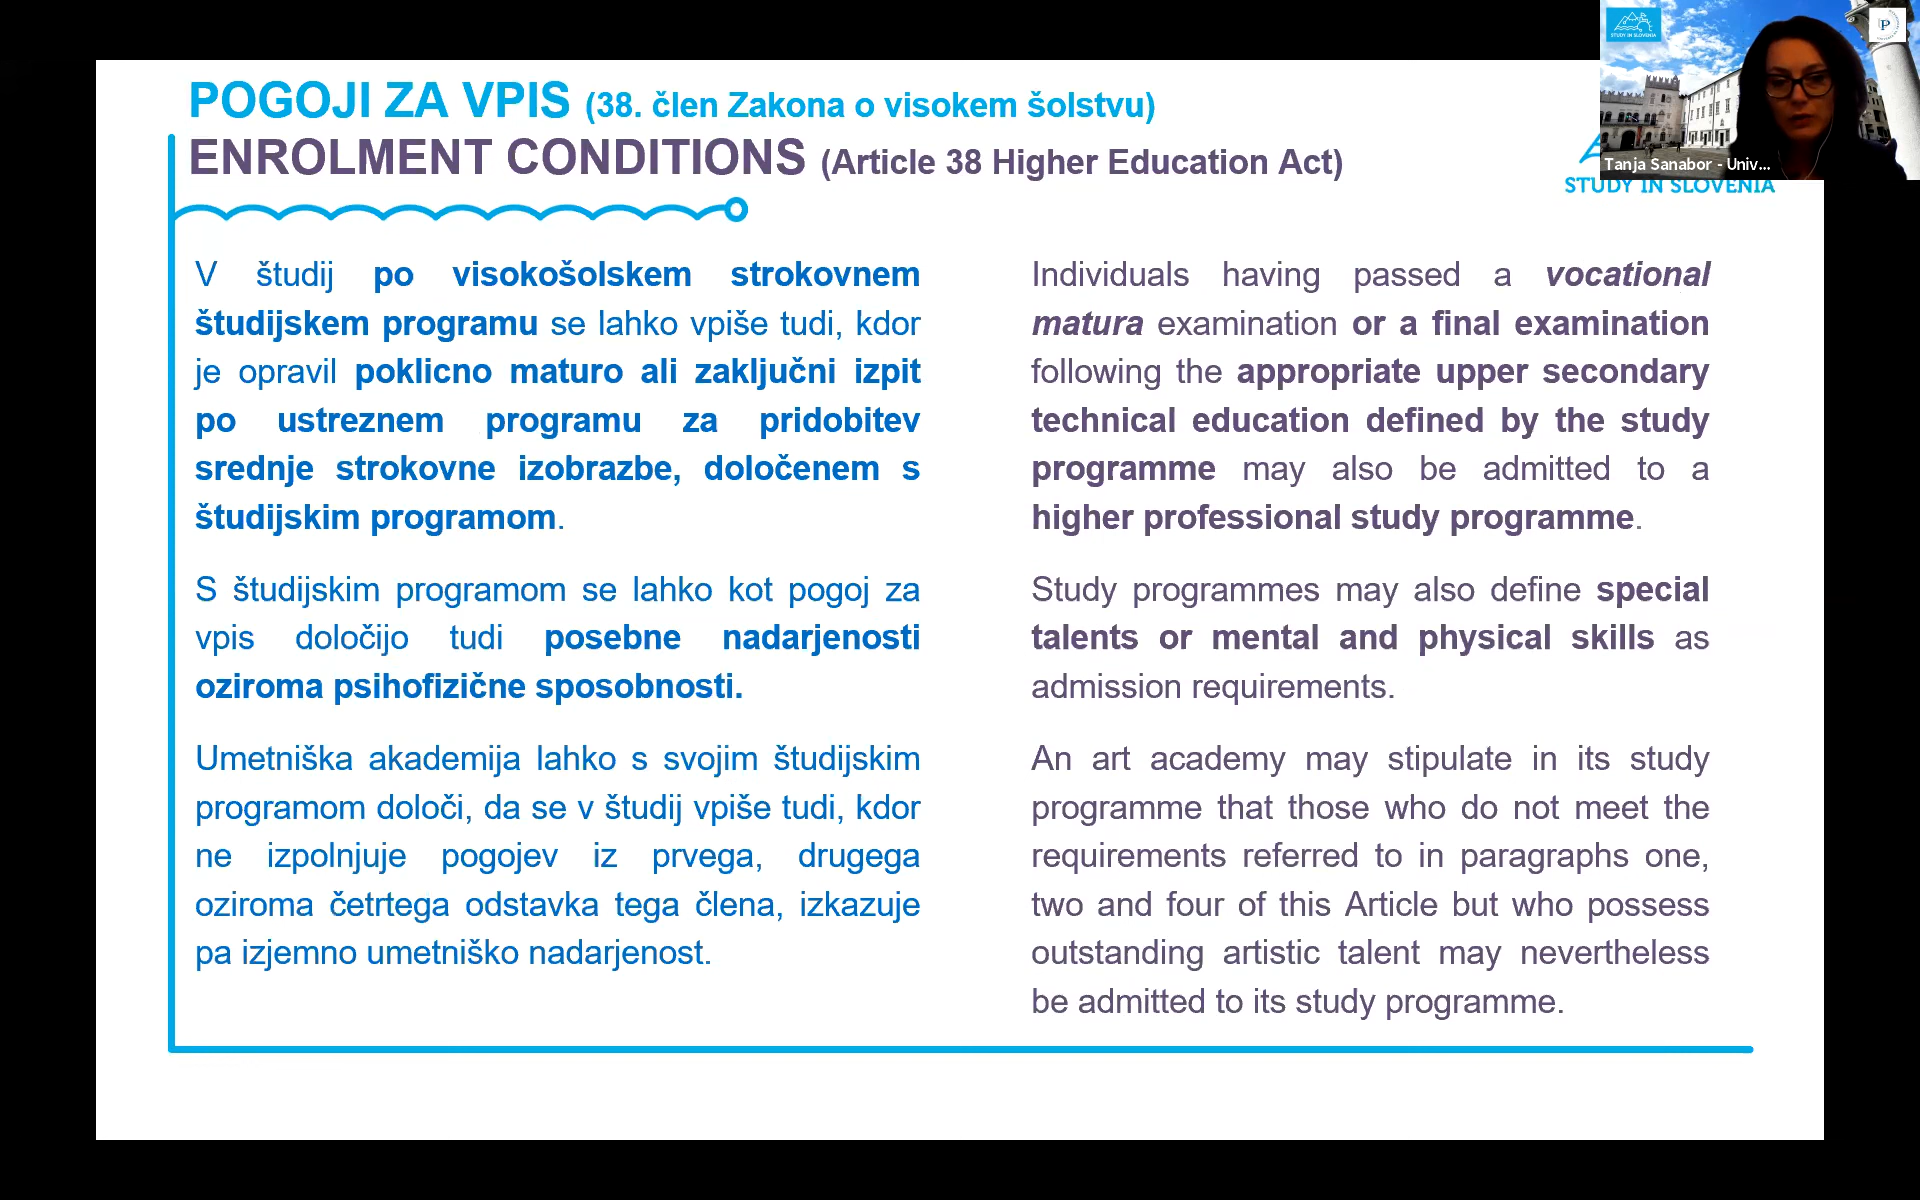 POGOJI ZA VPIS (38. člen Zakona o visokem šolstvu)
ENROLMENT CONDITIONS (Article 38 Higher Education Act)
V študij po visokošolskem strokovnem
študijskem programu se lahko vpiše tudi, kdor
je opravil poklicno maturo ali zaključni izpit
po ustreznem programu za pridobitev
srednje strokovne izobrazbe, določenem s
študijskim programom.
S študijskim programom se lahko kot pogoj za
vpis določijo tudi posebne nadarjenosti
oziroma psihofizične sposobnosti.
Umetniška akademija lahko s svojim študijskim
programom določi, da se v študij vpiše tudi, kdor
ne izpolnjuje pogojev iz prvega, drugega
oziroma četrtega odstavka tega člena, izkazuje
pa izjemno umetniško nadarjenost.
Individuals having passed a vocational
matura examination or a final examination
following the appropriate upper secondary
technical education defined by the study
programme may also be admitted to a
higher professional study programme.
Study programmes may also define special
talents or mental and physical skills as
admission requirements.
An art academy may stipulate in its study
programme that those who do not meet the
requirements referred to in paragraphs one,
two and four of this Article but who possess
outstanding artistic talent may nevertheless
be admitted to its study programme.
STUDY IN SLOVENIA
P
Tanja Sanabor - Univ...
STUDY IN SLOVENIA